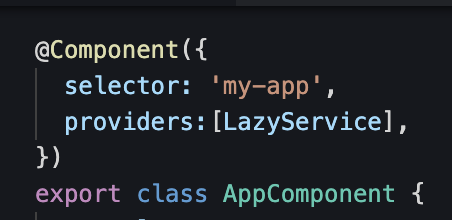 @Component({
  selector: 'my-app',
  providers:[LazyService],
})
export class AppComponent {